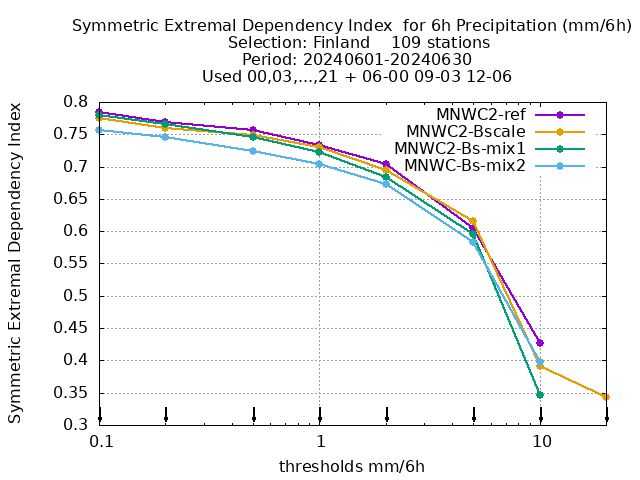 Symmetric Extremal Dependency Index  for 6h Precipitation (mm/6h)
Selection: Finland    109 stations
Period: 20240601-20240630
Used 00,03,...,21 + 06-00 09-03 12-06
Symmetric Extremal Dependency Index
0.8
0.75
0.7
0.65
0.6
0.55
0.5
0.45
0.4
0.35
0.3
MNWC2-ref
MNWC2-Bscale
MNWC2-Bs-mix1
MNWC-Bs-mix2
0.1 1 10
thresholds mm/6h